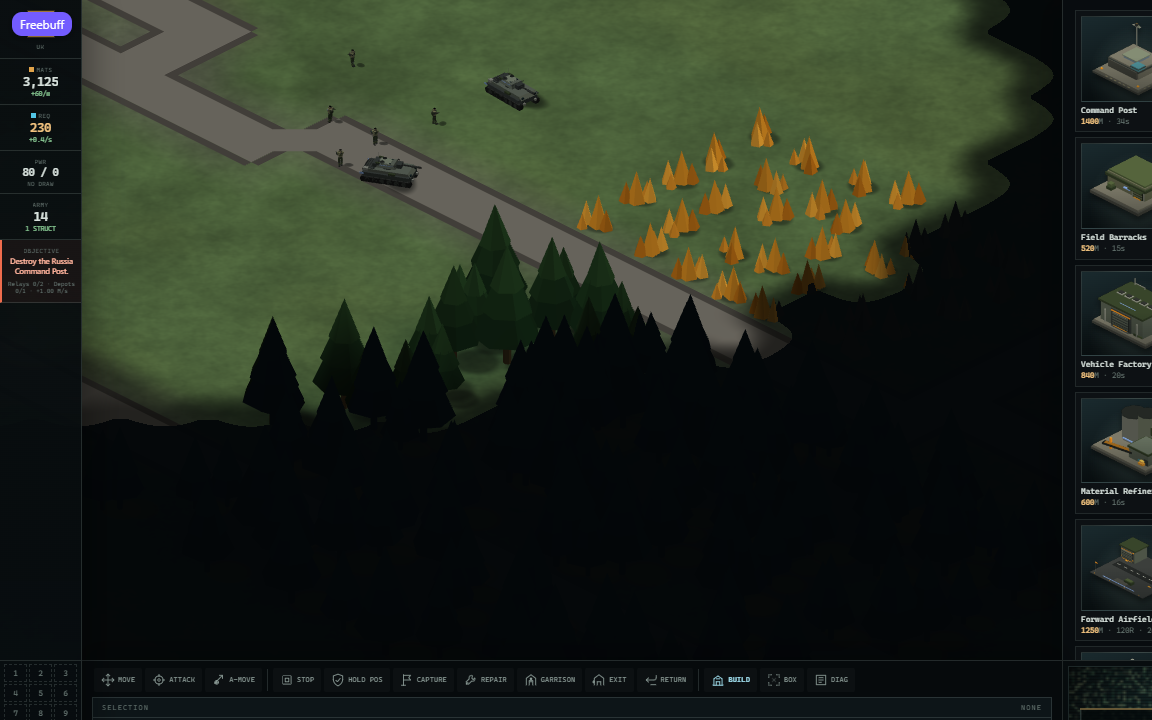 Freebuff
UK
MATS
3,125
+60/m
REQ
230
+0.4/s
PWR
80 / 0
NO DRAW
ARMY
14
1 STRUCT
OBJECTIVE
Destroy the Russia
Command Post.
Relays 0/2 · Depots
0/1 · +1.00 M/s
1 2 3
4 5 6
7 8 9
Command Post
1400M · 34s
Field Barracks
520M · 15s
Vehicle Factory
840M · 20s
Material Refine
600M · 16s
Forward Airfiel
1250M · 120R · 2
MOVE ATTACK A-MOVE STOP HOLD POS CAPTURE REPAIR GARRISON EXIT RETURN BUILD BOX DIAG
SELECTION NONE